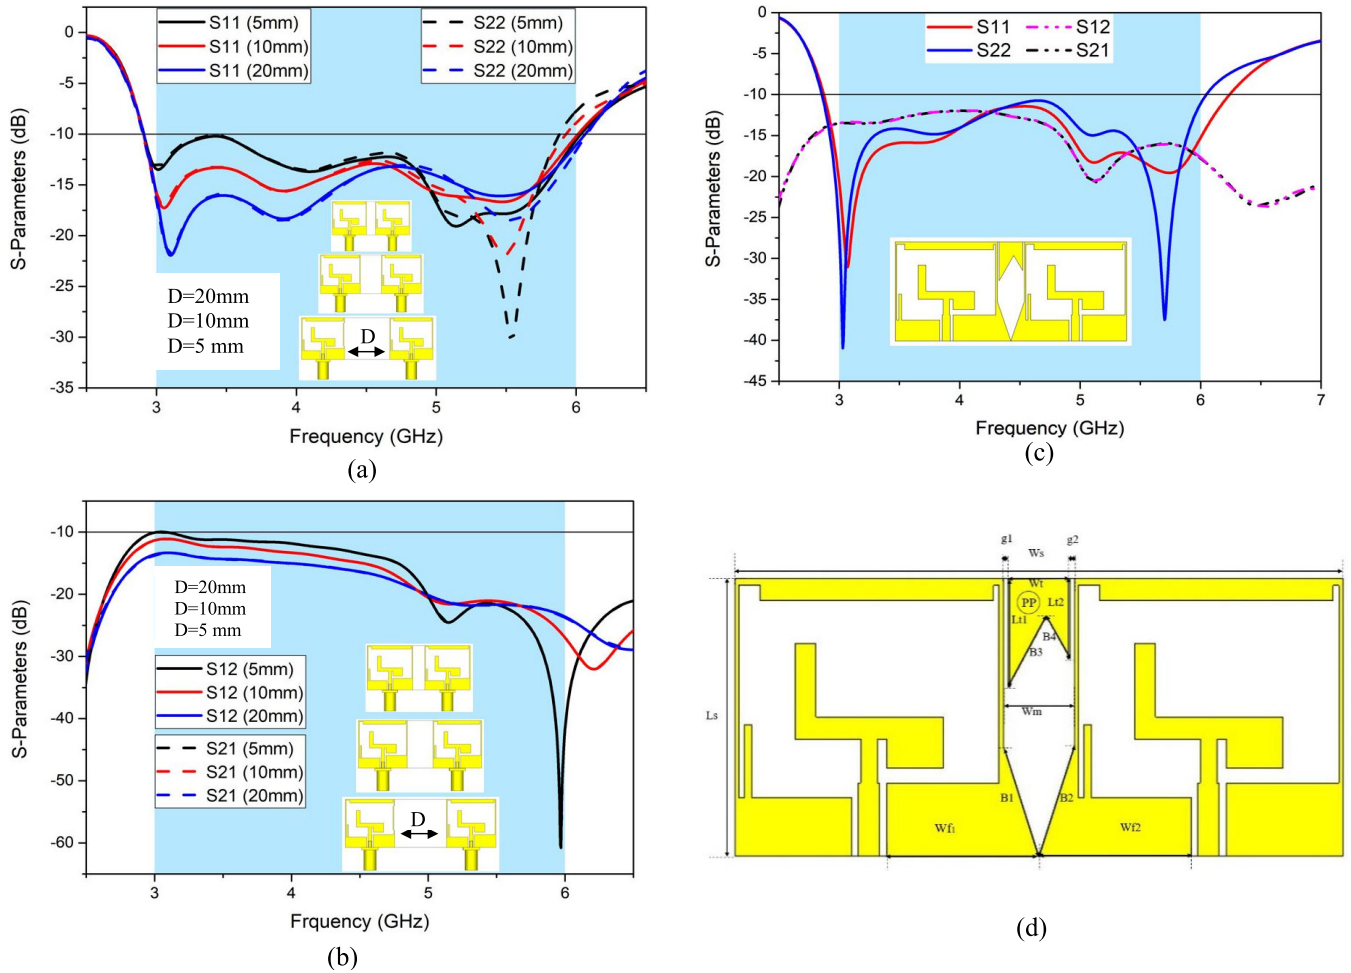 S11 (5mm)
S11 (10mm)
S11 (20mm)
S22 (5mm)
S22 (10mm)
S22 (20mm)
0
-5
-10
-15
-20
-25
-30
-35
S-Parameters (dB)
D=20mm
D=10mm
D=5 mm
D
3
4
5
6
Frequency (GHz)
(a)
S11
S22
S12
S21
0
-5
-10
-15
-20
-25
-30
-35
-40
-45
S-Parameters (dB)
3
4
5
6
7
Frequency (GHz)
(c)
-10
-20
-30
-40
-50
-60
S-Parameters (dB)
D=20mm
D=10mm
D=5 mm
S12 (5mm)
S12 (10mm)
S12 (20mm)
S21 (5mm)
S21 (10mm)
S21 (20mm)
D
3
4
5
6
Frquency (GHz)
(b)
g1
g2
Ws
Wt
PP
Lt2
Lt1
B4
B3
Wm
Ls
B1
B2
Wf1
Wf2
(d)